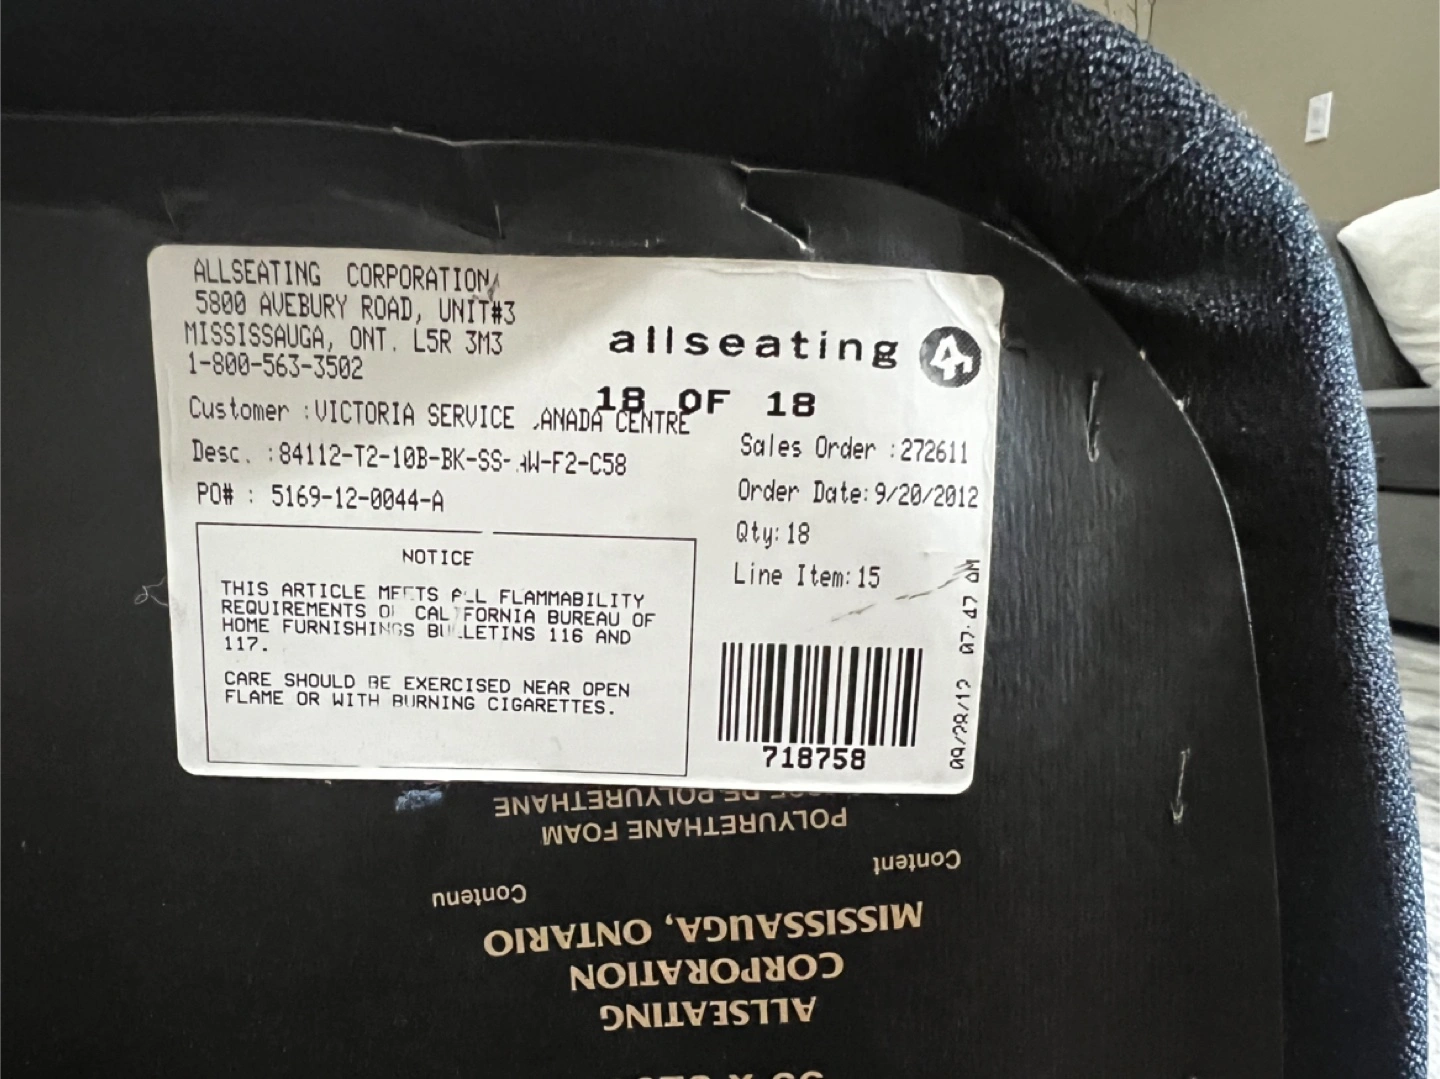 ALLSEATING CORPORATION
5800 AVEBURY ROAD, UNIT#3
MISSISSAUGA, ONT. L5R 3M3
1-800-563-3502
allseating
18 OF 18
Customer :VICTORIA SERVICE ANADA CENTRE
Desc. :84112-T2-10B-BK-SS- W-F2-C58
PO# : 5169-12-0044-A
Sales Order :272611
Order Date:9/20/2012
Qty:18
Line Item:15
NOTICE
THIS ARTICLE MEETS ALL FLAMMABILITY
REQUIREMENTS OF CALIFORNIA BUREAU OF
HOME FURNISHINGS BULLETINS 116 AND
117.
CARE SHOULD BE EXERCISED NEAR OPEN
FLAME OR WITH BURNING CIGARETTES.
718758
09/28/12 07:47 AM
ALLSEATING
CORPORATION
MISSISSAUGA, ONTARIO
Content
Contenu
POLYURETHANE FOAM
DE POLYURETHANE